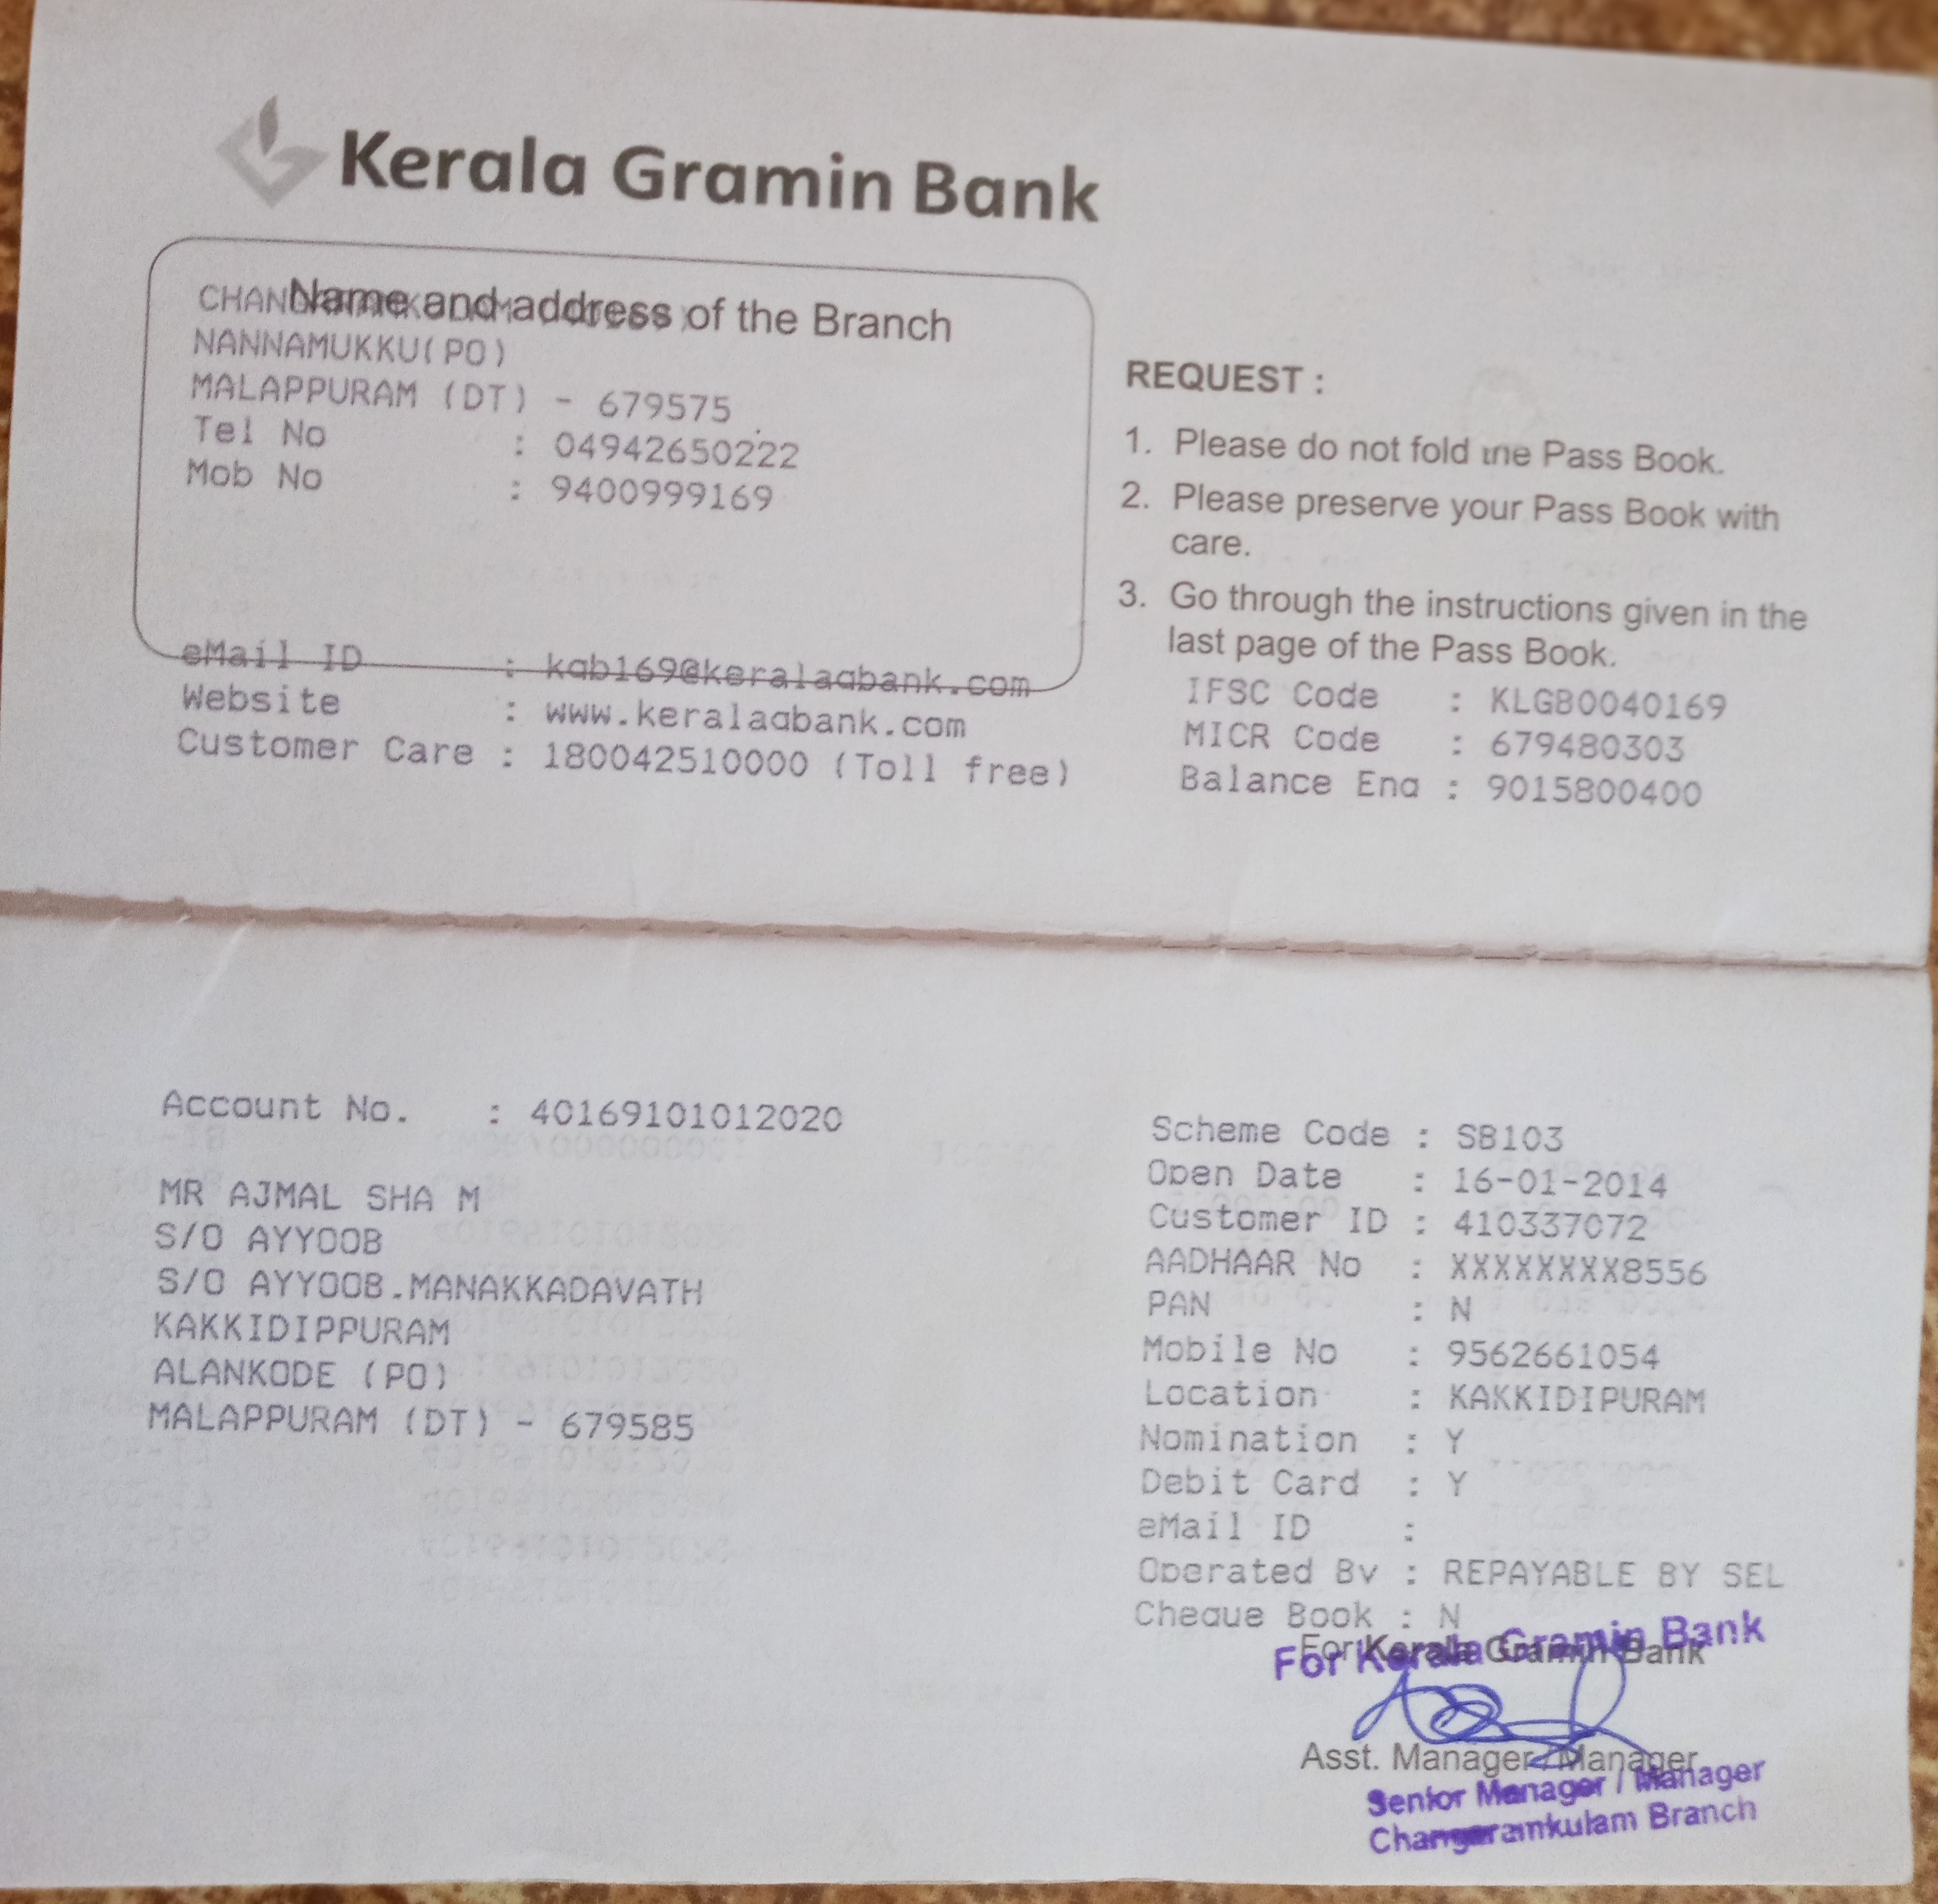 Kerala Gramin Bank
Name and address of the Branch
NANNAMUKKU(PO)
MALAPPURAM (DT) - 679575
Tel No : 04942650222
Mob No : 9400999169
eMail ID : kgb169@keralagbank.com
Website : www.keralagbank.com
Customer Care : 180042510000 (Toll free)
REQUEST :
1. Please do not fold the Pass Book.
2. Please preserve your Pass Book with
care.
3. Go through the instructions given in the
last page of the Pass Book.
IFSC Code : KLGB0040169
MICR Code : 679480303
Balance Enq : 9015800400
Account No. : 40169101012020
MR AJMAL SHA M
S/O AYYOOB
S/O AYYOOB.MANAKKADAVATH
KAKKIDIPPURAM
ALANKODE (PO)
MALAPPURAM (DT) - 679585
Scheme Code : SB103
Open Date : 16-01-2014
Customer ID : 410337072
AADHAAR No : XXXXXXXX8556
PAN : N
Mobile No : 9562661054
Location : KAKKIDIPURAM
Nomination : Y
Debit Card : Y
eMail ID :
Operated By : REPAYABLE BY SEL
Cheque Book : N
For Kerala Gramin Bank
For Kerala Gramin Bank
Asst. Manager / Manager
Senior Manager / Manager
Changaramkulam Branch